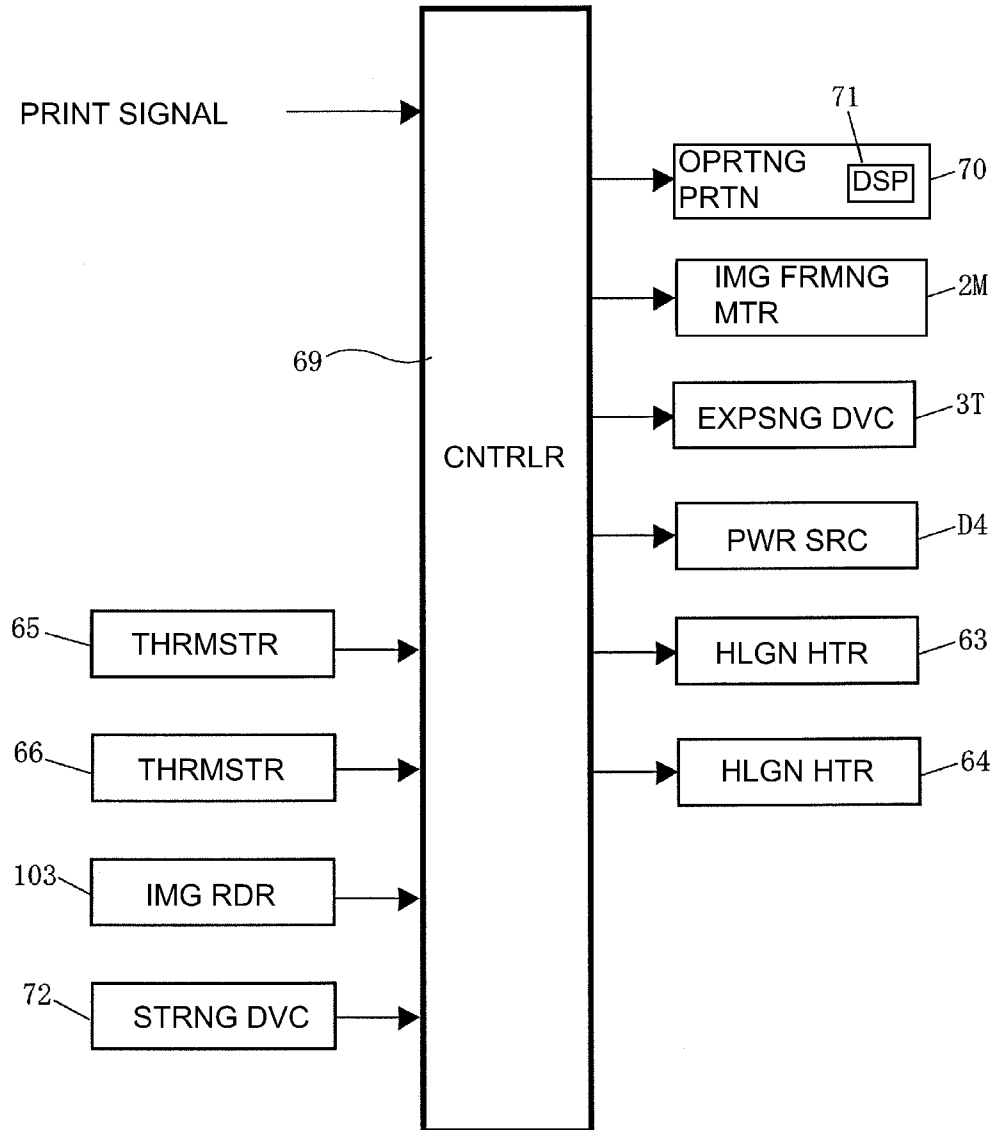 PRINT SIGNAL
71
OPRTNG
PRTN
DSP
70
IMG FRMNG
MTR
2M
69
EXPSNG DVC
3T
CNTRLR
PWR SRC
D4
65
THRMSTR
HLGN HTR
63
66
THRMSTR
HLGN HTR
64
103
IMG RDR
72
STRNG DVC